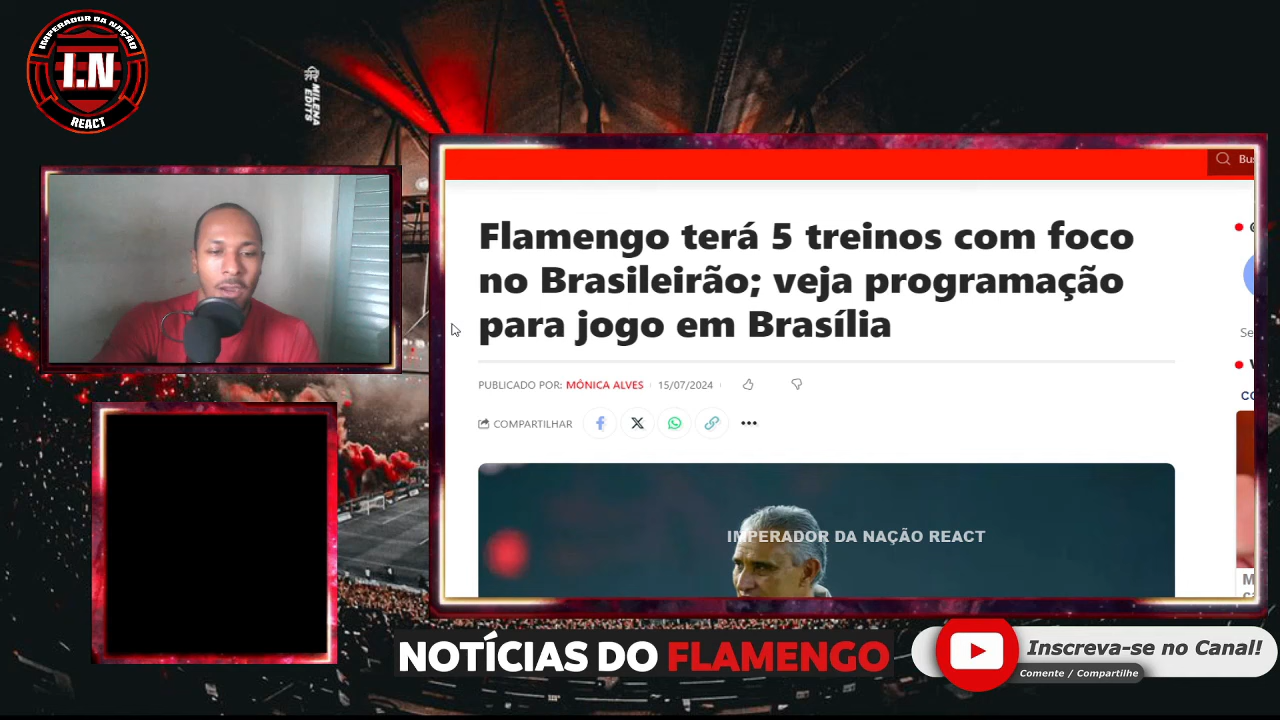 IMPERADOR DA NAÇÃO
I.N
REACT
MILENA
EDITS
Bus
Flamengo terá 5 treinos com foco
no Brasileirão; veja programação
para jogo em Brasília
PUBLICADO POR: MÔNICA ALVES
15/07/2024
COMPARTILHAR
Se
IMPERADOR DA NAÇÃO REACT
NOTÍCIAS DO FLAMENGO
Inscreva-se no Canal!
Comente / Compartilhe